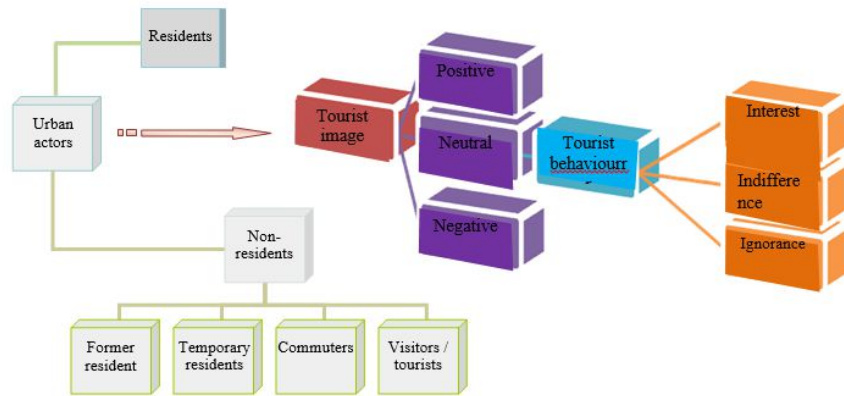 Residents
Urban
actors
Tourist
image
Positive
Neutral
Negative
Tourist
behaviourr
Interest
Indiffere
nce
Ignorance
Non-
residents
Former
resident
Temporary
residents
Commuters
Visitors /
tourists